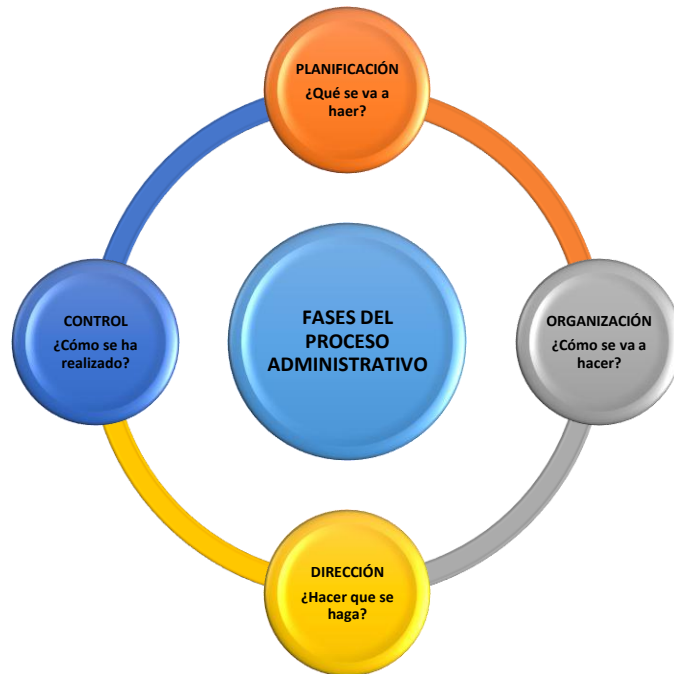 PLANIFICACIÓN
¿Qué se va a
haer?
CONTROL
¿Cómo se ha
realizado?
FASES DEL
PROCESO
ADMINISTRATIVO
ORGANIZACIÓN
¿Cómo se va a
hacer?
DIRECCIÓN
¿Hacer que se
haga?